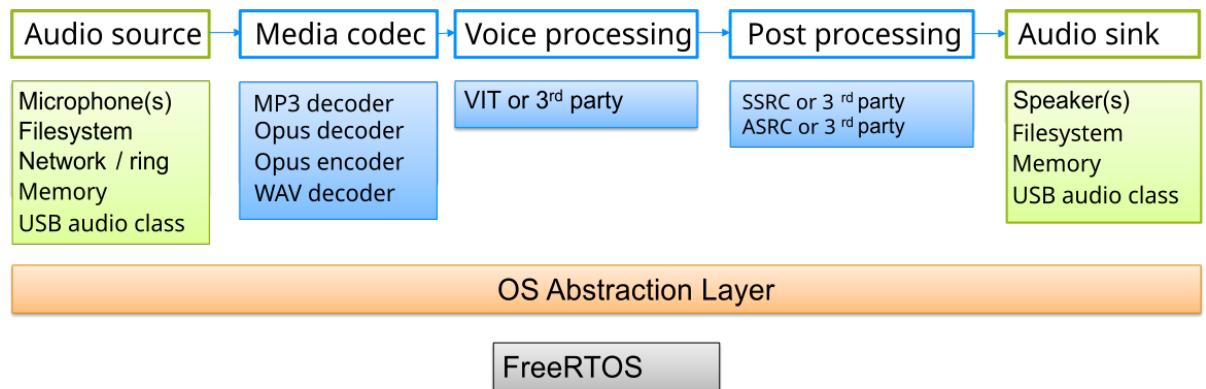 Audio source
Media codec
Voice processing
Post processing
Audio sink
Microphone(s)
Filesystem
Network / ring
Memory
USB audio class
MP3 decoder
Opus decoder
Opus encoder
WAV decoder
VIT or 3rd party
SSRC or 3 rd party
ASRC or 3 rd party
Speaker(s)
Filesystem
Memory
USB audio class
OS Abstraction Layer
FreeRTOS